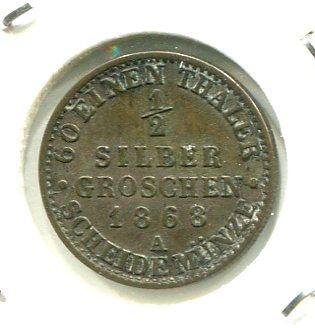 60 EINEN THALER
1/2
SILBER
GROSCHEN
1868
A
SCHEIDEMÜNZE